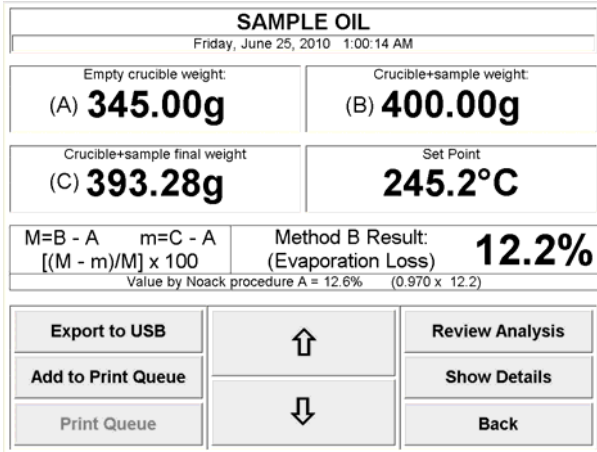 SAMPLE OIL
Friday, June 25, 2010 1:00:14 AM
Empty crucible weight:
(A) 345.00g
Crucible+sample weight:
(B) 400.00g
Crucible+sample final weight
(C) 393.28g
Set Point
245.2°C
M=B - A m=C - A
[(M - m)/M] x 100
Method B Result:
(Evaporation Loss)
12.2%
Value by Noack procedure A = 12.6% (0.970 x 12.2)
Export to USB
Add to Print Queue
Print Queue
Review Analysis
Show Details
Back